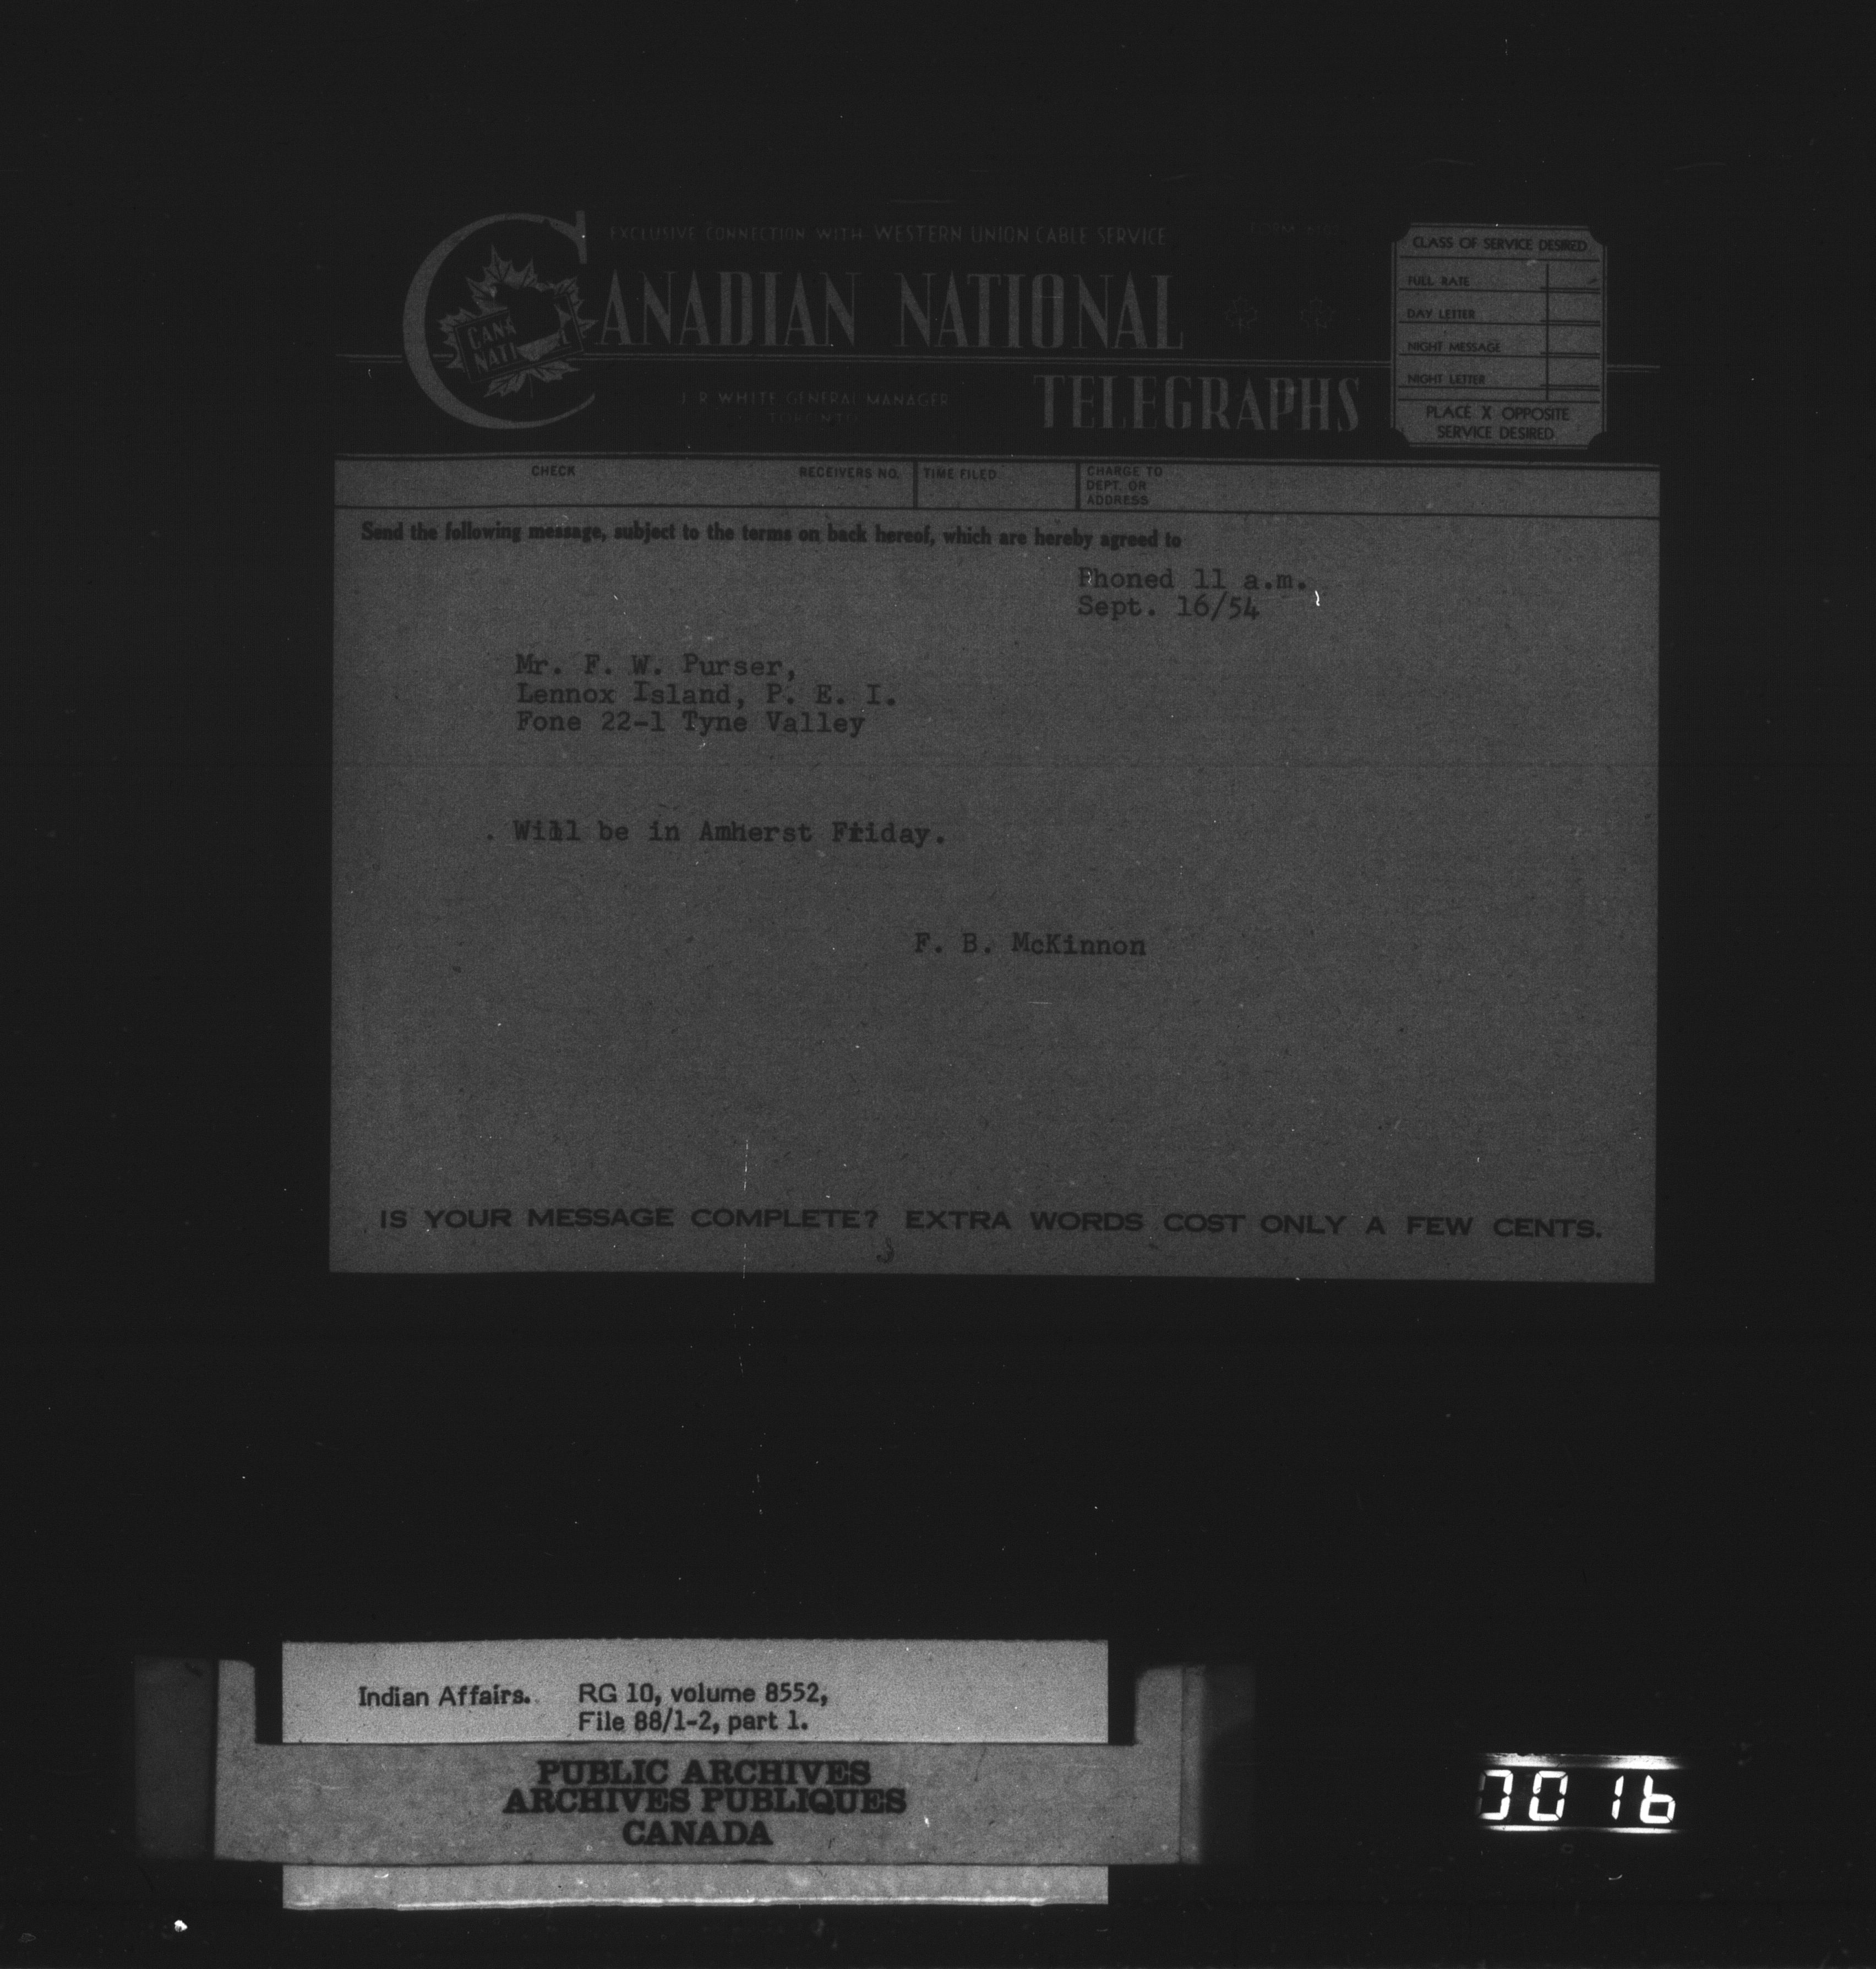 EXCLUSIVE CONNECTION WITH WESTERN UNION CABLE SERVICE
CANADIAN NATIONAL
TELEGRAPHS
J. R. WHITE GENERAL MANAGER
TORONTO
CLASS OF SERVICE DESIRED
FULL RATE
DAY LETTER
NIGHT MESSAGE
NIGHT LETTER
PLACE X OPPOSITE
SERVICE DESIRED
CHECK RECEIVERS NO. TIME FILED CHARGE TO
DEPT. OR
ADDRESS
Send the following message, subject to the terms on back hereof, which are hereby agreed to
Phoned 11 a.m.
Sept. 16/54
Mr. F. W. Purser,
Lennox Island, P. E. I.
Fone 22-1 Tyne Valley
. Will be in Amherst Friday.
F. B. McKinnon
IS YOUR MESSAGE COMPLETE? EXTRA WORDS COST ONLY A FEW CENTS.
Indian Affairs. RG 10, volume 8552,
File 88/1-2, part 1.
PUBLIC ARCHIVES
ARCHIVES PUBLIQUES
CANADA
0016